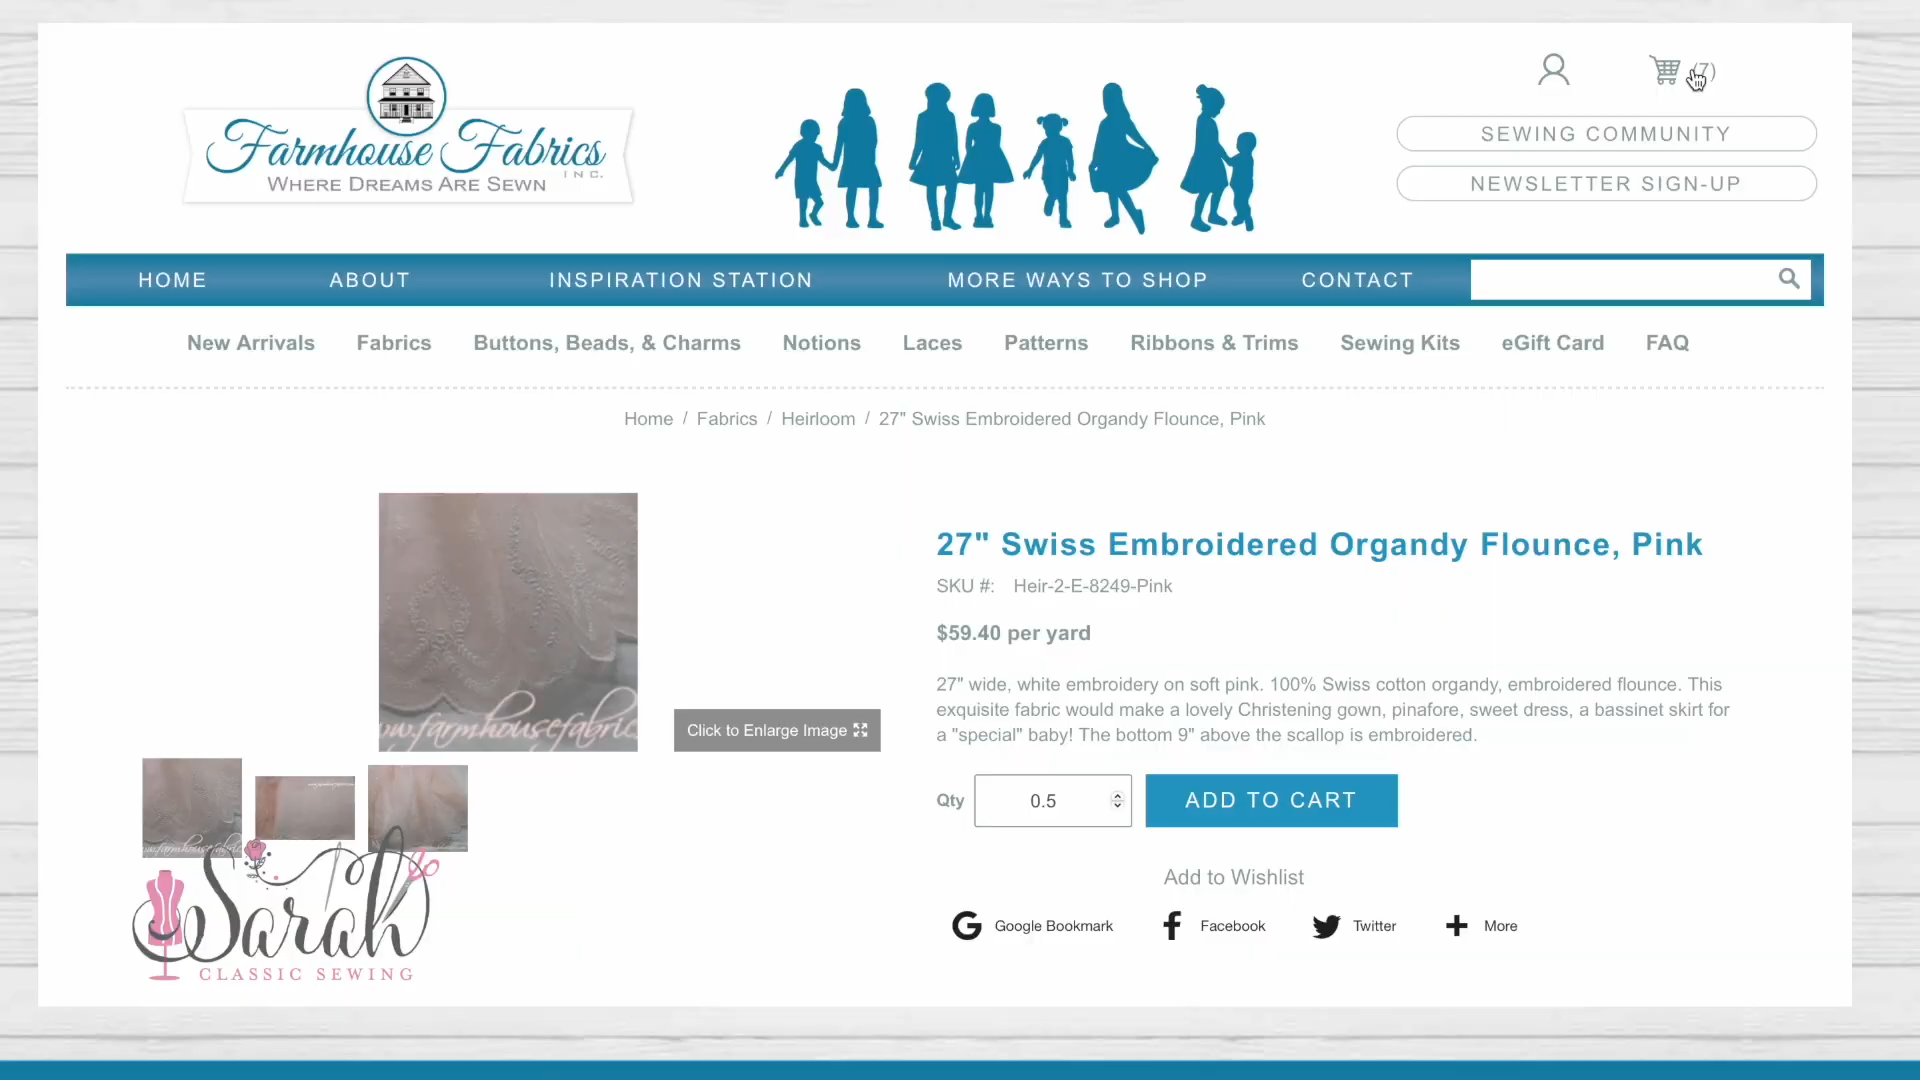 (7)
Farmhouse Fabrics
INC.
WHERE DREAMS ARE SEWN
SEWING COMMUNITY
NEWSLETTER SIGN-UP
HOME ABOUT INSPIRATION STATION MORE WAYS TO SHOP CONTACT
New Arrivals Fabrics Buttons, Beads, & Charms Notions Laces Patterns Ribbons & Trims Sewing Kits eGift Card FAQ
Home / Fabrics / Heirloom / 27" Swiss Embroidered Organdy Flounce, Pink
27" Swiss Embroidered Organdy Flounce, Pink
SKU #: Heir-2-E-8249-Pink
$59.40 per yard
27" wide, white embroidery on soft pink. 100% Swiss cotton organdy, embroidered flounce. This
exquisite fabric would make a lovely Christening gown, pinafore, sweet dress, a bassinet skirt for
a "special" baby! The bottom 9" above the scallop is embroidered.
www.farmhousefabric
Click to Enlarge Image
Qty 0.5 ADD TO CART
Add to Wishlist
Google Bookmark Facebook Twitter More
Sarah
CLASSIC SEWING